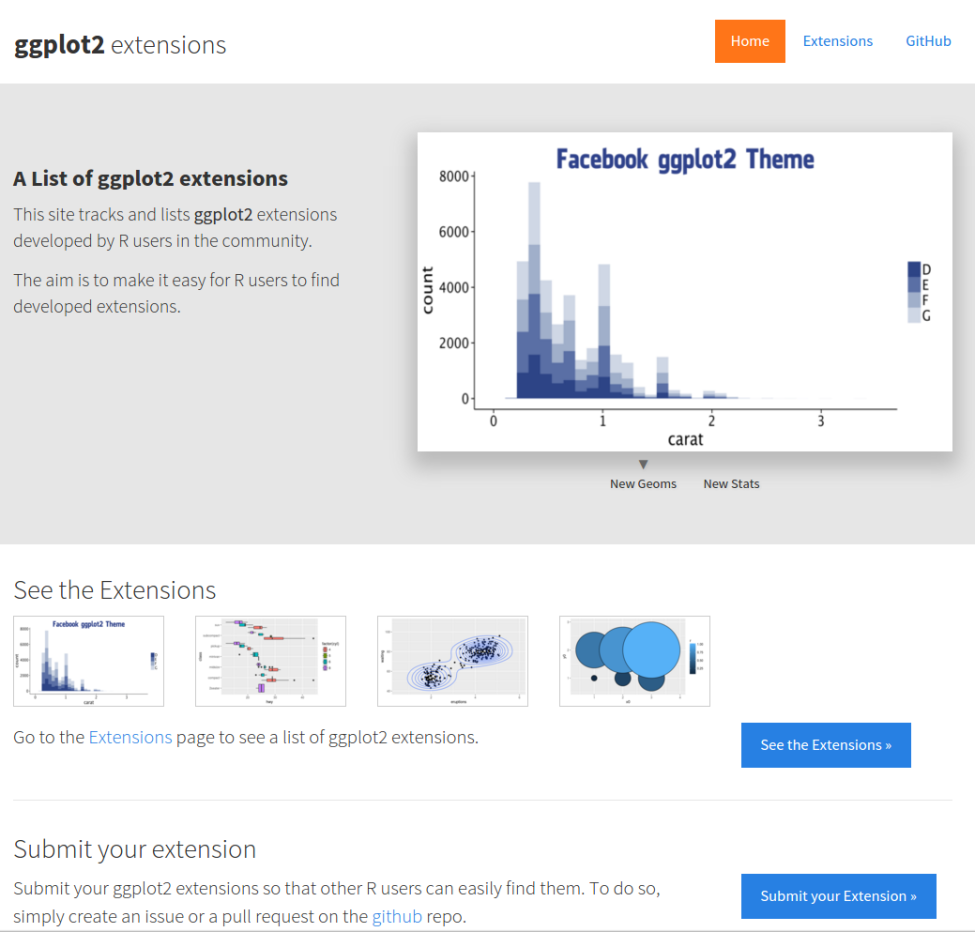 ggplot2 extensions
Home
Extensions
GitHub
A List of ggplot2 extensions
This site tracks and lists ggplot2 extensions
developed by R users in the community.
The aim is to make it easy for R users to find
developed extensions.
Facebook ggplot2 Theme
8000
6000
4000
2000
0
count
0
1
2
3
carat
D
E
F
G
New Geoms
New Stats
See the Extensions
Facebook ggplot2 Theme
count
carat
Go to the Extensions page to see a list of ggplot2 extensions.
See the Extensions »
Submit your extension
Submit your ggplot2 extensions so that other R users can easily find them. To do so,
simply create an issue or a pull request on the github repo.
Submit your Extension »